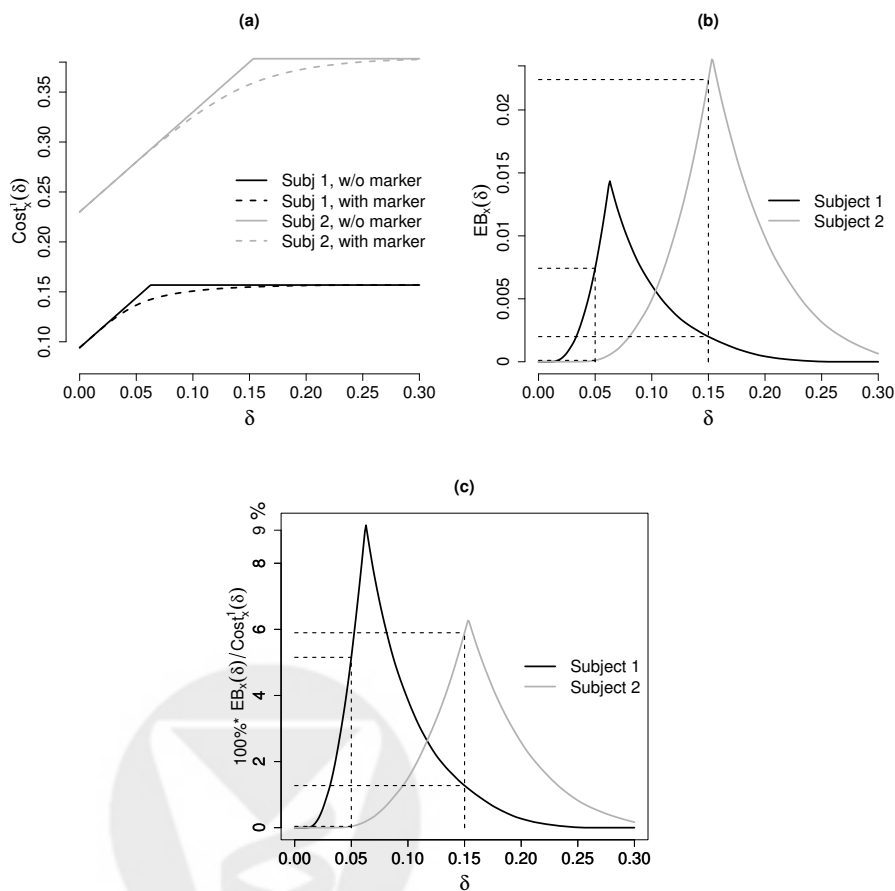 (a)
Cost¹ₓ(δ)
0.35
0.30
0.25
0.20
0.15
0.10
Subj 1, w/o marker
Subj 1, with marker
Subj 2, w/o marker
Subj 2, with marker
0.00 0.05 0.10 0.15 0.20 0.25 0.30
δ
(b)
EBₓ(δ)
0.02
0.015
0.01
0.005
0
Subject 1
Subject 2
0.00 0.05 0.10 0.15 0.20 0.25 0.30
δ
(c)
%
100%* EBₓ(δ)/Cost¹ₓ(δ)
9
8
6
4
2
0
Subject 1
Subject 2
0.00 0.05 0.10 0.15 0.20 0.25 0.30
δ